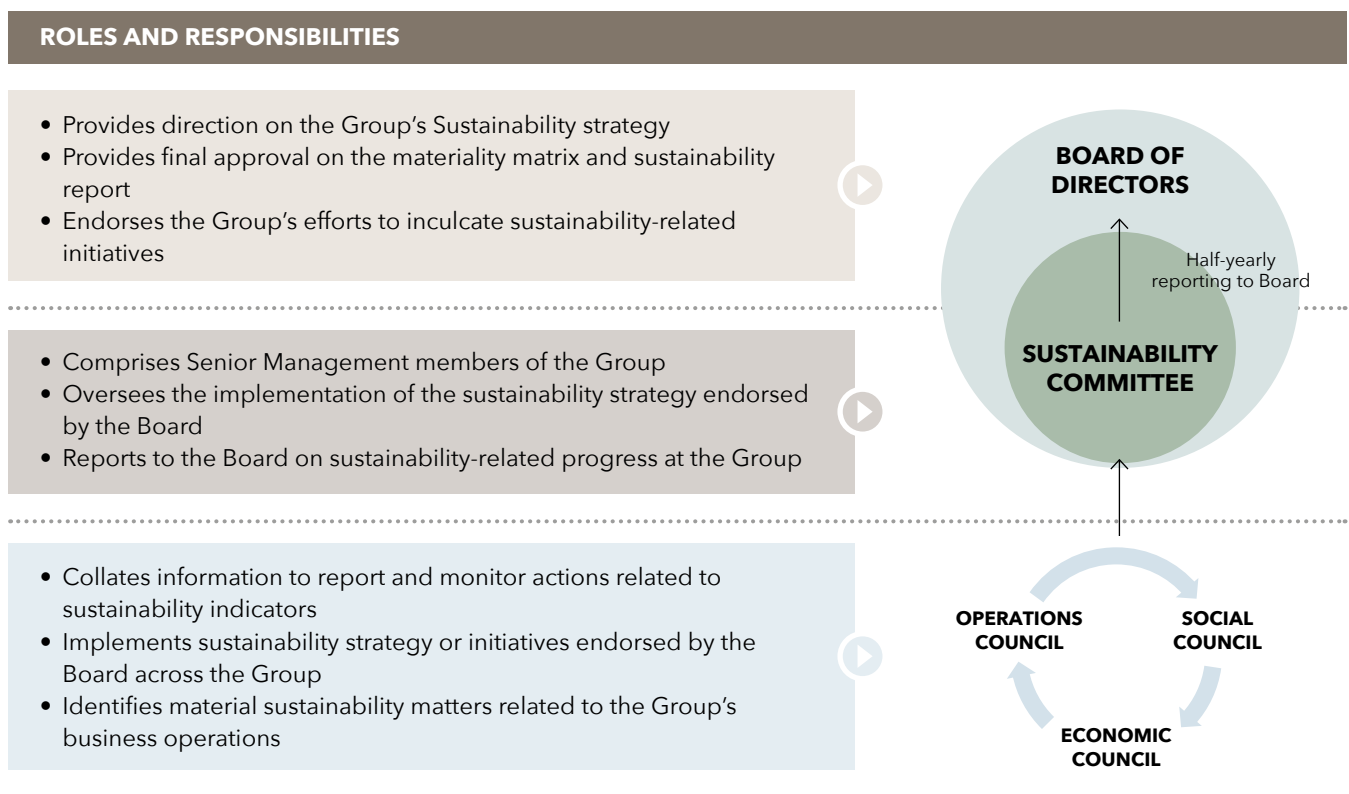 ROLES AND RESPONSIBILITIES
• Provides direction on the Group’s Sustainability strategy
• Provides final approval on the materiality matrix and sustainability
report
• Endorses the Group’s efforts to inculcate sustainability-related
initiatives
BOARD OF
DIRECTORS
Half-yearly
reporting to Board
• Comprises Senior Management members of the Group
• Oversees the implementation of the sustainability strategy endorsed
by the Board
• Reports to the Board on sustainability-related progress at the Group
SUSTAINABILITY
COMMITTEE
• Collates information to report and monitor actions related to
sustainability indicators
• Implements sustainability strategy or initiatives endorsed by the
Board across the Group
• Identifies material sustainability matters related to the Group’s
business operations
OPERATIONS
COUNCIL
SOCIAL
COUNCIL
ECONOMIC
COUNCIL